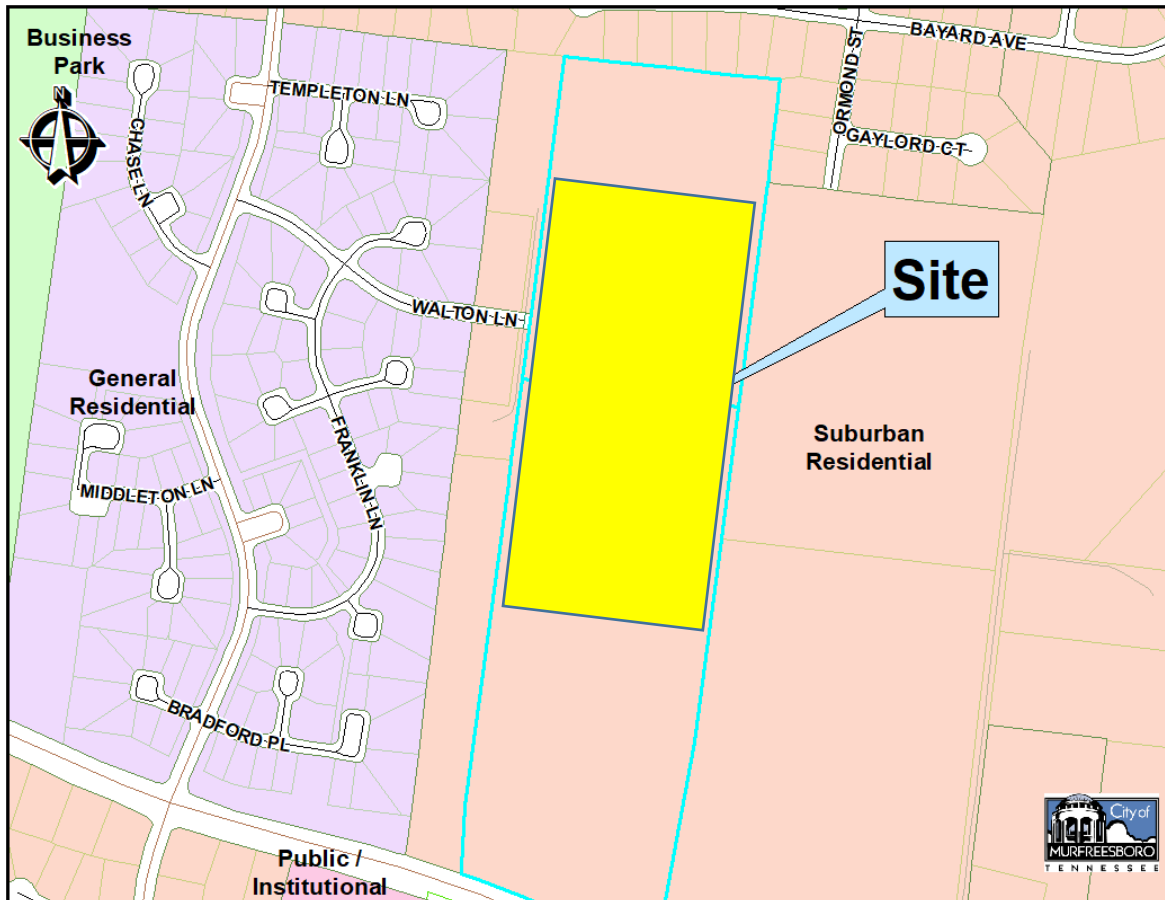 Business
Park
N
BAYARD AVE
ORMOND ST
TEMPLETON LN
CHASE LN
GAYLORD CT
Site
WALTON LN
General
Residential
FRANKLIN LN
Suburban
Residential
MIDDLETON LN
BRADFORD PL
City of
MURFREESBORO
TENNESSEE
Public /
Institutional